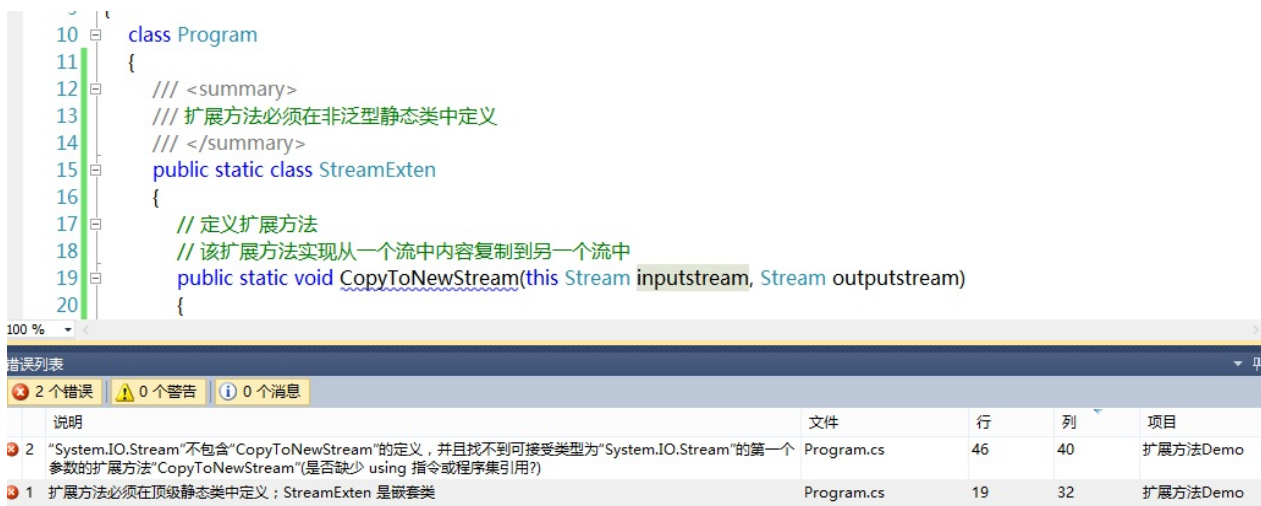 10 class Program
11 {
12 /// <summary>
13 /// 扩展方法必须在非泛型静态类中定义
14 /// </summary>
15 public static class StreamExten
16 {
17 // 定义扩展方法
18 // 该扩展方法实现从一个流中内容复制到另一个流中
19 public static void CopyToNewStream(this Stream inputstream, Stream outputstream)
20 {
100 %
错误列表
2 个错误 0 个警告 0 个消息
说明 文件 行 列 项目
2 “System.IO.Stream”不包含“CopyToNewStream”的定义，并且找不到可接受类型为“System.IO.Stream”的第一个 Program.cs 46 40 扩展方法Demo
参数的扩展方法“CopyToNewStream”(是否缺少 using 指令或程序集引用?)
1 扩展方法必须在顶级静态类中定义；StreamExten 是嵌套类 Program.cs 19 32 扩展方法Demo